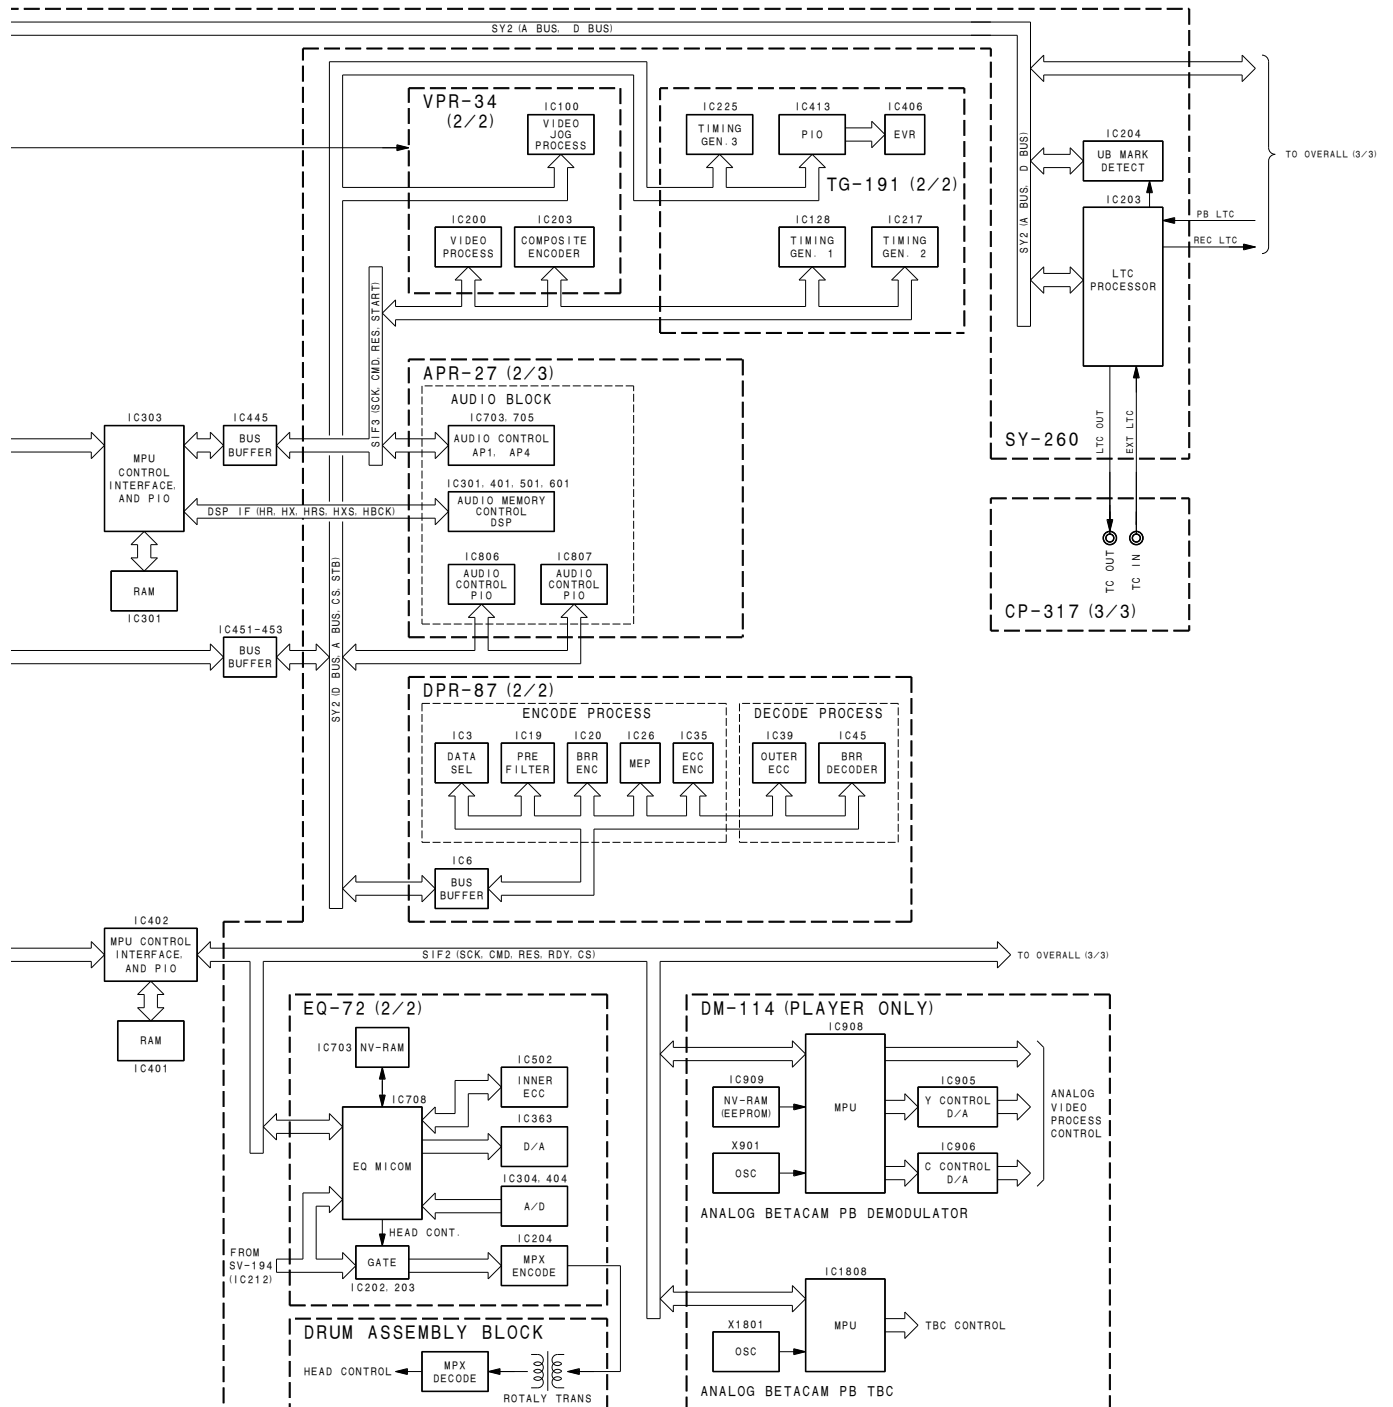 SY2 (A BUS, D BUS)
VPR-34
(2/2)
IC100
VIDEO
JOG
PROCESS
IC225
TIMING
GEN. 3
IC413
PIO
IC406
EVR
TG-191 (2/2)
IC200
VIDEO
PROCESS
IC203
COMPOSITE
ENCODER
IC128
TIMING
GEN. 1
IC217
TIMING
GEN. 2
SY2 (A BUS, D BUS)
IC204
UB MARK
DETECT
IC203
LTC
PROCESSOR
PB LTC
REC LTC
TO OVERALL (3/3)
LTC OUT
EXT LTC
SY-260
TC OUT
TC IN
CP-317 (3/3)
SIF3 (SCK, CMD, RES, START)
APR-27 (2/3)
AUDIO BLOCK
IC703, 705
AUDIO CONTROL
AP1, AP4
IC301, 401, 501, 601
AUDIO MEMORY
CONTROL
DSP
IC806
AUDIO
CONTROL
PIO
IC807
AUDIO
CONTROL
PIO
IC303
MPU
CONTROL
INTERFACE,
AND PIO
IC445
BUS
BUFFER
DSP IF (HR, HX, HRS, HXS, HBCK)
RAM
IC301
IC451-453
BUS
BUFFER
SY2 (D BUS, A BUS, CS, STB)
DPR-87 (2/2)
ENCODE PROCESS
DECODE PROCESS
IC3
DATA
SEL
IC19
PRE
FILTER
IC20
BRR
ENC
IC26
MEP
IC35
ECC
ENC
IC39
OUTER
ECC
IC45
BRR
DECODER
IC6
BUS
BUFFER
IC402
MPU CONTROL
INTERFACE,
AND PIO
RAM
IC401
SIF2 (SCK, CMD, RES, RDY, CS)
TO OVERALL (3/3)
EQ-72 (2/2)
IC703
NV-RAM
IC708
EQ MICOM
IC502
INNER
ECC
IC363
D/A
IC304, 404
A/D
HEAD CONT.
FROM
SV-194
(IC212)
GATE
IC202, 203
IC204
MPX
ENCODE
DRUM ASSEMBLY BLOCK
HEAD CONTROL
MPX
DECODE
ROTALY TRANS
DM-114 (PLAYER ONLY)
IC908
MPU
IC909
NV-RAM
(EEPROM)
X901
OSC
IC905
Y CONTROL
D/A
IC906
C CONTROL
D/A
ANALOG
VIDEO
PROCESS
CONTROL
ANALOG BETACAM PB DEMODULATOR
IC1808
MPU
X1801
OSC
TBC CONTROL
ANALOG BETACAM PB TBC